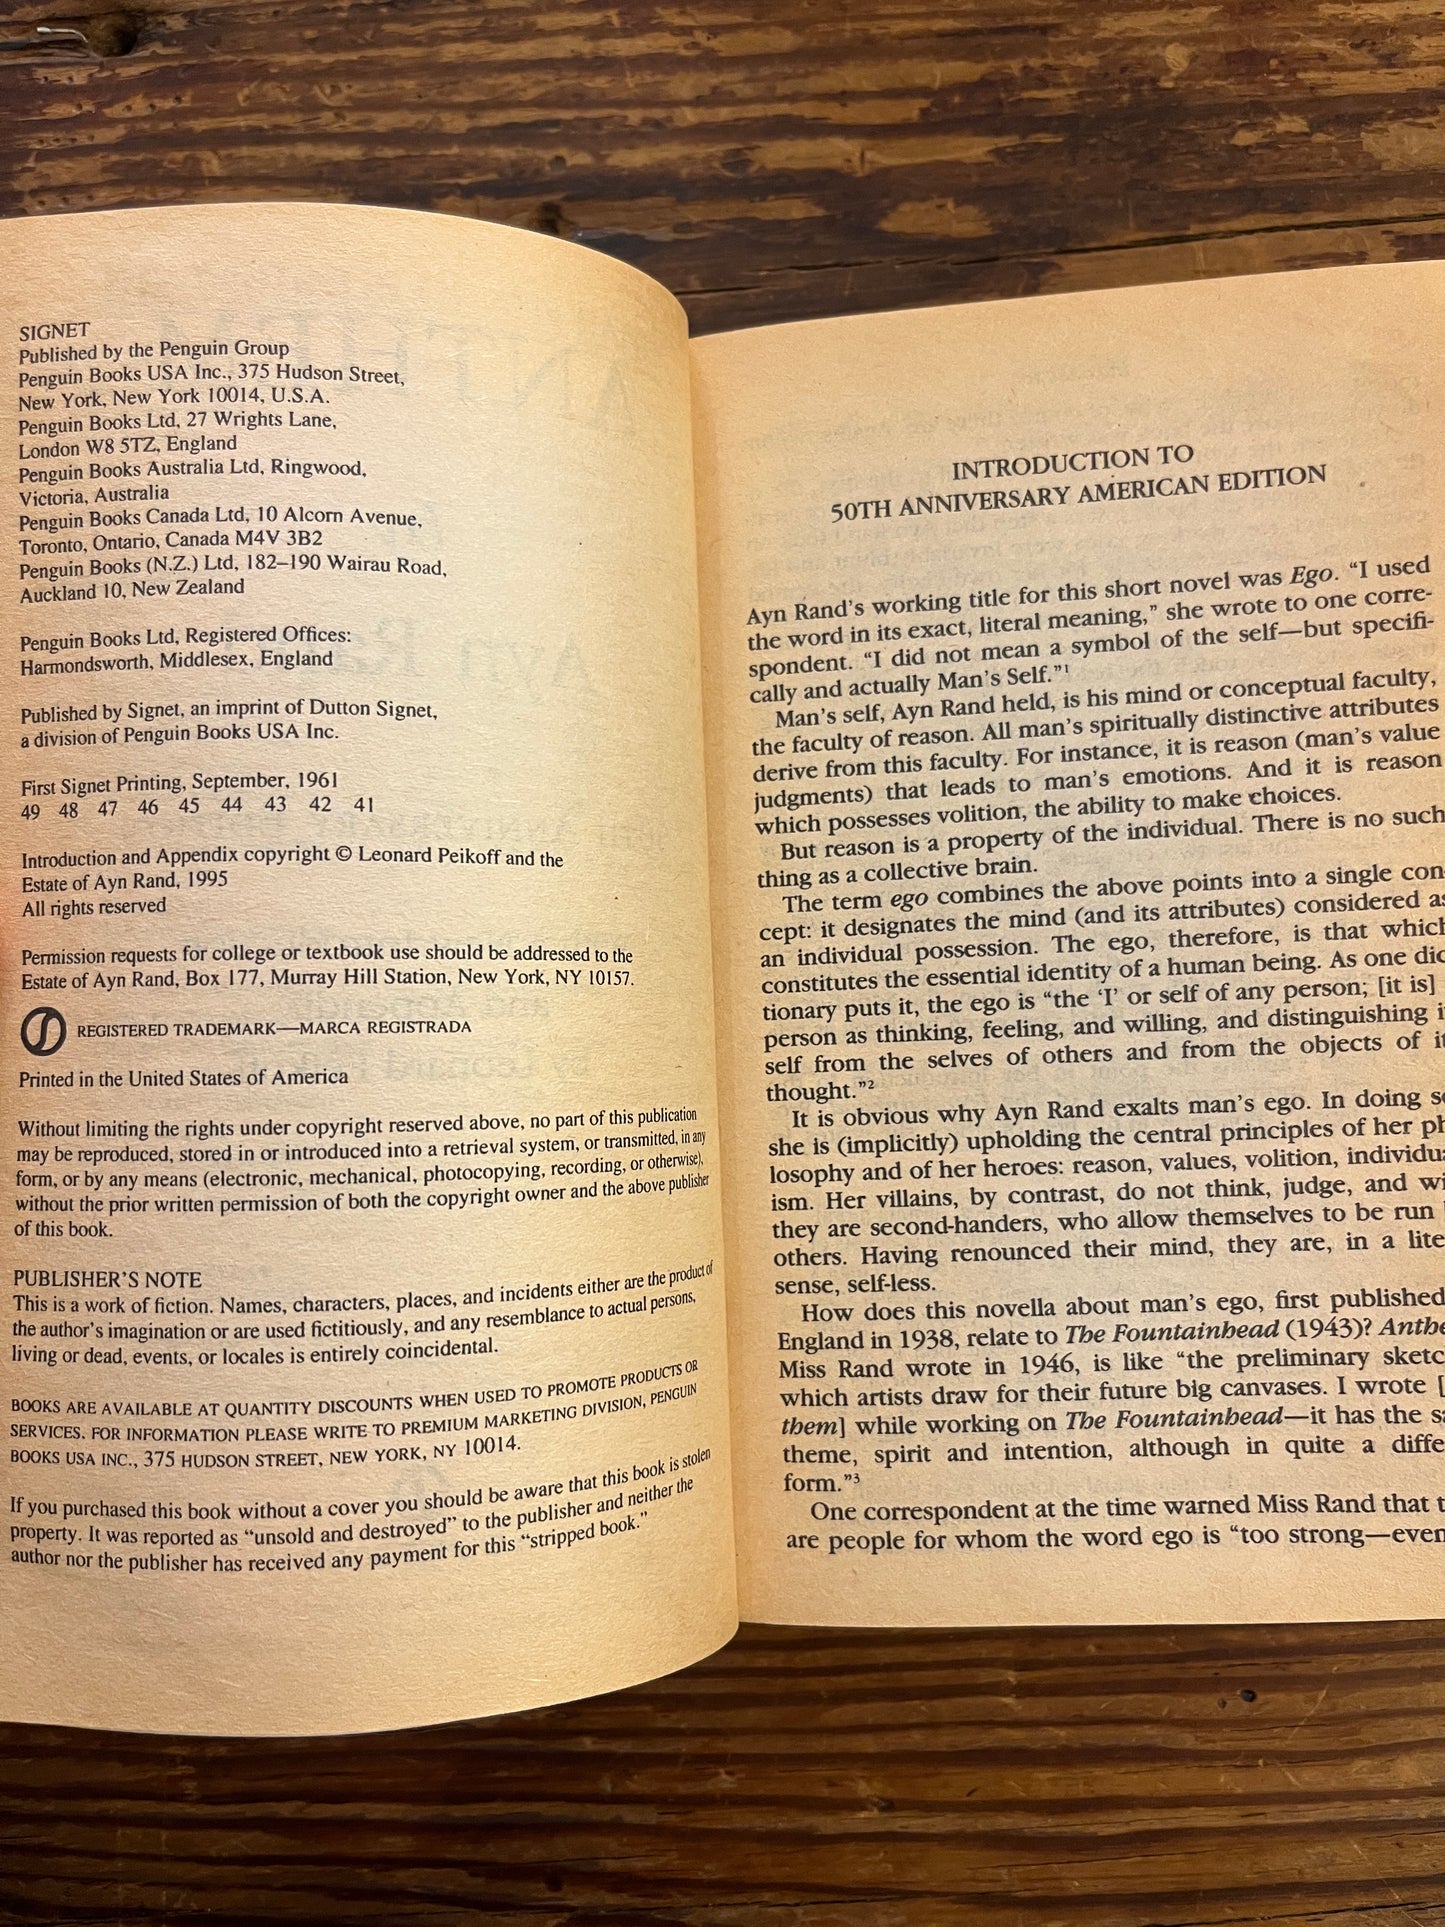 SIGNET
Published by the Penguin Group
Penguin Books USA Inc., 375 Hudson Street,
New York, New York 10014, U.S.A.
Penguin Books Ltd, 27 Wrights Lane,
London W8 5TZ, England
Penguin Books Australia Ltd, Ringwood,
Victoria, Australia
Penguin Books Canada Ltd, 10 Alcorn Avenue,
Toronto, Ontario, Canada M4V 3B2
Penguin Books (N.Z.) Ltd, 182–190 Wairau Road,
Auckland 10, New Zealand
Penguin Books Ltd, Registered Offices:
Harmondsworth, Middlesex, England
Published by Signet, an imprint of Dutton Signet,
a division of Penguin Books USA Inc.
First Signet Printing, September, 1961
49 48 47 46 45 44 43 42 41
Introduction and Appendix copyright © Leonard Peikoff and the
Estate of Ayn Rand, 1995
All rights reserved
Permission requests for college or textbook use should be addressed to the
Estate of Ayn Rand, Box 177, Murray Hill Station, New York, NY 10157.
REGISTERED TRADEMARK—MARCA REGISTRADA
Printed in the United States of America
Without limiting the rights under copyright reserved above, no part of this publication
may be reproduced, stored in or introduced into a retrieval system, or transmitted, in any
form, or by any means (electronic, mechanical, photocopying, recording, or otherwise),
without the prior written permission of both the copyright owner and the above publisher
of this book.
PUBLISHER'S NOTE
This is a work of fiction. Names, characters, places, and incidents either are the product of
the author's imagination or are used fictitiously, and any resemblance to actual persons,
living or dead, events, or locales is entirely coincidental.
BOOKS ARE AVAILABLE AT QUANTITY DISCOUNTS WHEN USED TO PROMOTE PRODUCTS OR
SERVICES. FOR INFORMATION PLEASE WRITE TO PREMIUM MARKETING DIVISION, PENGUIN
BOOKS USA INC., 375 HUDSON STREET, NEW YORK, NY 10014.
If you purchased this book without a cover you should be aware that this book is stolen
property. It was reported as "unsold and destroyed" to the publisher and neither the
author nor the publisher has received any payment for this "stripped book."
INTRODUCTION TO
50TH ANNIVERSARY AMERICAN EDITION
Ayn Rand's working title for this short novel was Ego. "I used
the word in its exact, literal meaning," she wrote to one corre-
spondent. "I did not mean a symbol of the self—but specifi-
cally and actually Man's Self."1
Man's self, Ayn Rand held, is his mind or conceptual faculty,
the faculty of reason. All man's spiritually distinctive attributes
derive from this faculty. For instance, it is reason (man's value
judgments) that leads to man's emotions. And it is reason
which possesses volition, the ability to make choices.
But reason is a property of the individual. There is no such
thing as a collective brain.
The term ego combines the above points into a single con-
cept: it designates the mind (and its attributes) considered as
an individual possession. The ego, therefore, is that which
constitutes the essential identity of a human being. As one dic
tionary puts it, the ego is "the 'I' or self of any person; [it is]
person as thinking, feeling, and willing, and distinguishing it
self from the selves of others and from the objects of it
thought."2
It is obvious why Ayn Rand exalts man's ego. In doing so
she is (implicitly) upholding the central principles of her ph
losophy and of her heroes: reason, values, volition, individua
ism. Her villains, by contrast, do not think, judge, and wi
they are second-handers, who allow themselves to be run
others. Having renounced their mind, they are, in a lite
sense, self-less.
How does this novella about man's ego, first published
England in 1938, relate to The Fountainhead (1943)? Anthe
Miss Rand wrote in 1946, is like "the preliminary sketc
which artists draw for their future big canvases. I wrote [
them] while working on The Fountainhead—it has the sa
theme, spirit and intention, although in quite a diffe
form."3
One correspondent at the time warned Miss Rand that t
are people for whom the word ego is "too strong—even